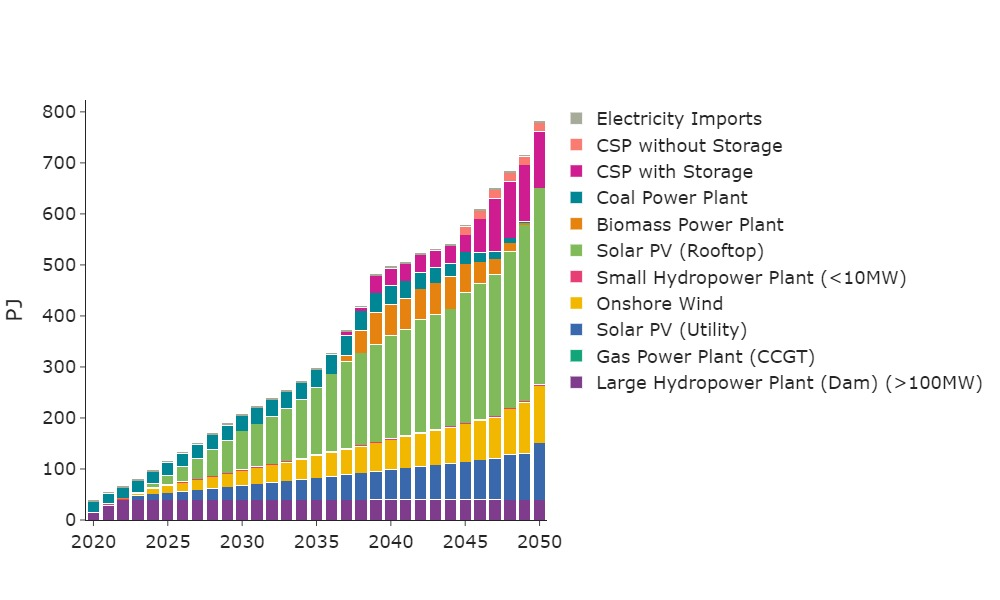 800
700
600
500
400
300
200
100
0
PJ
2020 2025 2030 2035 2040 2045 2050
Electricity Imports
CSP without Storage
CSP with Storage
Coal Power Plant
Biomass Power Plant
Solar PV (Rooftop)
Small Hydropower Plant (<10MW)
Onshore Wind
Solar PV (Utility)
Gas Power Plant (CCGT)
Large Hydropower Plant (Dam) (>100MW)